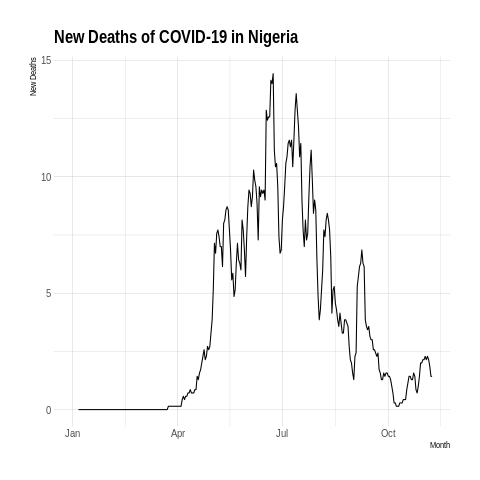 New Deaths of COVID-19 in Nigeria
New Deaths
15
10
5
0
Jan Apr Jul Oct
Month